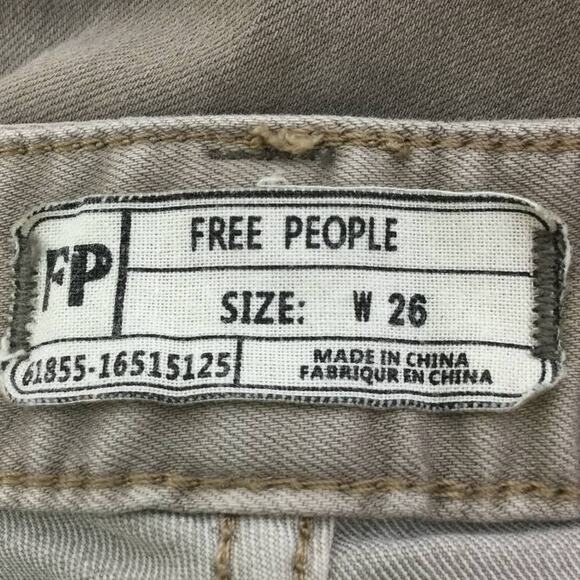 FP
FREE PEOPLE
SIZE: W 26
61855-16515125
MADE IN CHINA
FABRIQUR EN CHINA